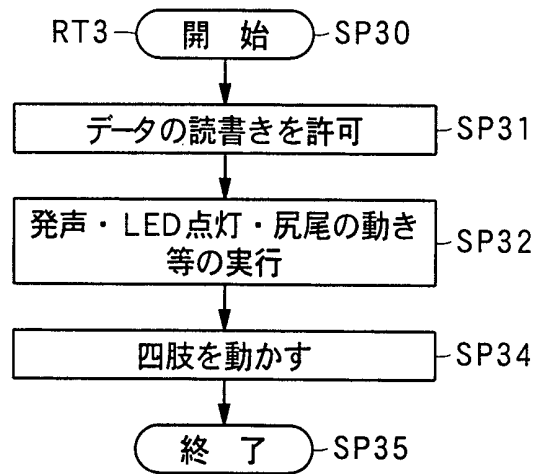 RT3 開 始 SP30
データの読書きを許可 SP31
発声・LED点灯・尻尾の動き
等の実行 SP32
四肢を動かす SP34
終 了 SP35